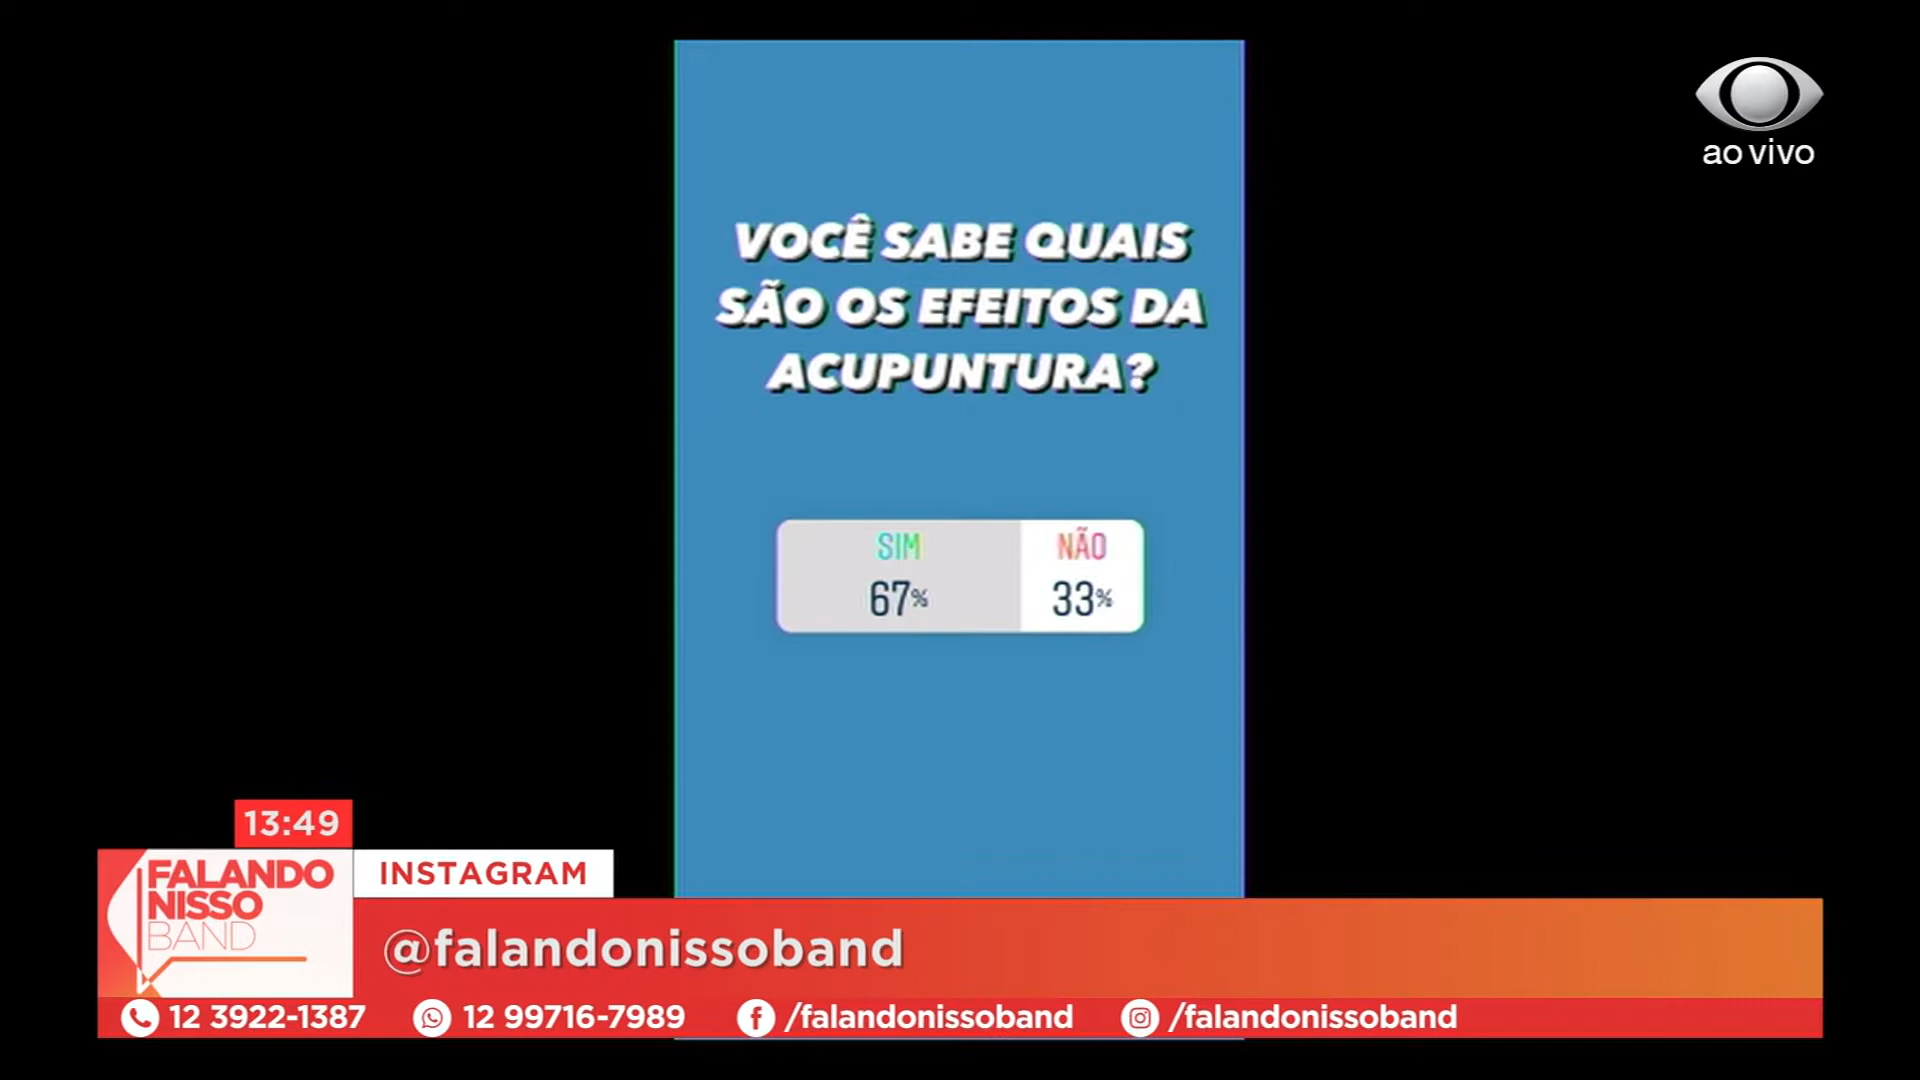 ao vivo
VOCÊ SABE QUAIS
SÃO OS EFEITOS DA
ACUPUNTURA?
SIM NÃO
67% 33%
13:49
FALANDO
NISSO
BAND
INSTAGRAM
@falandonissoband
12 3922-1387 12 99716-7989 /falandonissoband /falandonissoband